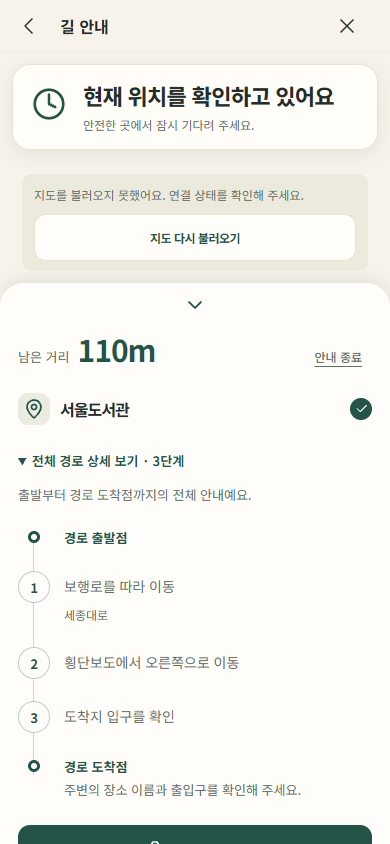 길 안내
현재 위치를 확인하고 있어요
안전한 곳에서 잠시 기다려 주세요.
지도를 불러오지 못했어요. 연결 상태를 확인해 주세요.
지도 다시 불러오기
남은 거리 110m
안내 종료
서울도서관
▼ 전체 경로 상세 보기 · 3단계
출발부터 경로 도착점까지의 전체 안내예요.
경로 출발점
1 보행로를 따라 이동
세종대로
2 횡단보도에서 오른쪽으로 이동
3 도착지 입구를 확인
경로 도착점
주변의 장소 이름과 출입구를 확인해 주세요.